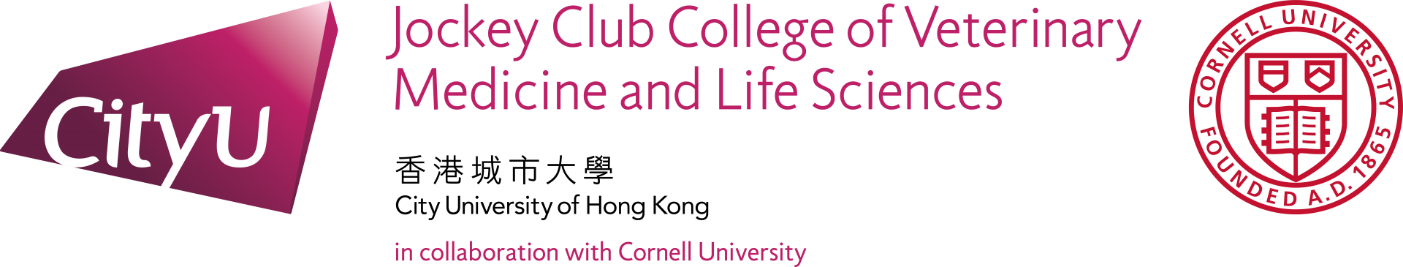 CityU
Jockey Club College of Veterinary
Medicine and Life Sciences
香港城市大學
City University of Hong Kong
in collaboration with Cornell University
CORNELL UNIVERSITY
FOUNDED A.D. 1865